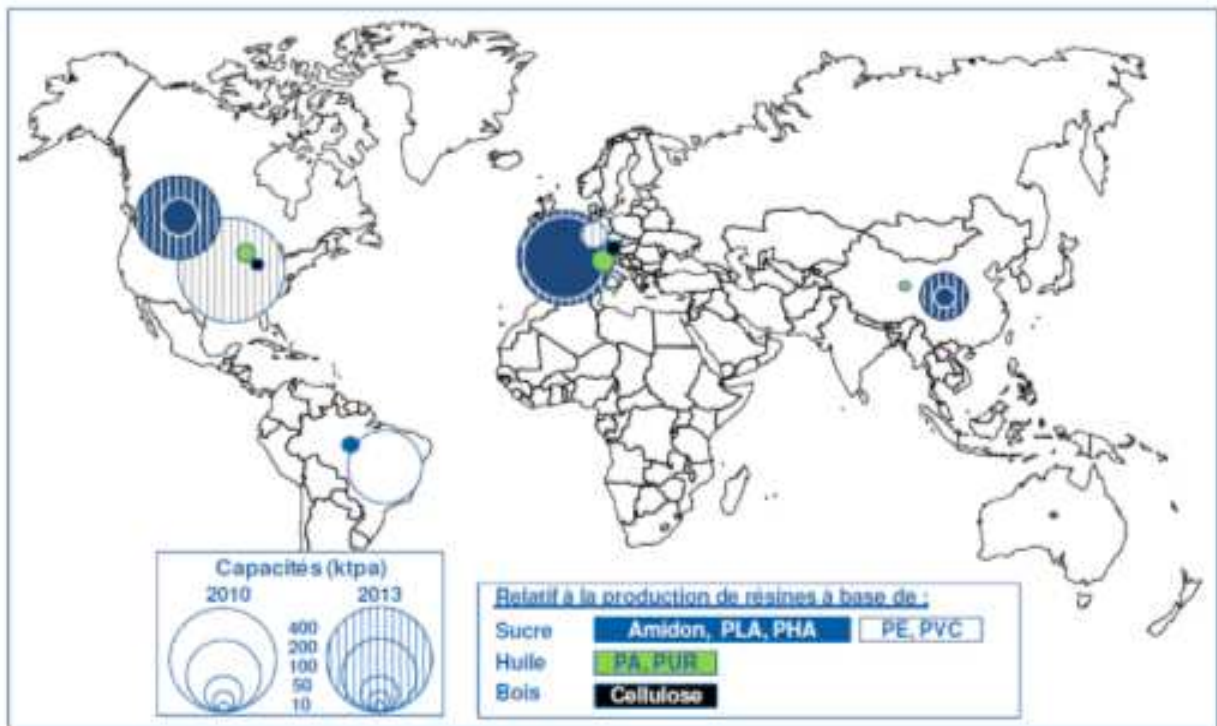 Capacités (ktpa)
2010 2013
400
200
100
50
10
Relatif à la production de résines à base de :
Sucre Amidon, PLA, PHA PE, PVC
Huile PA, PUR
Bois Cellulose